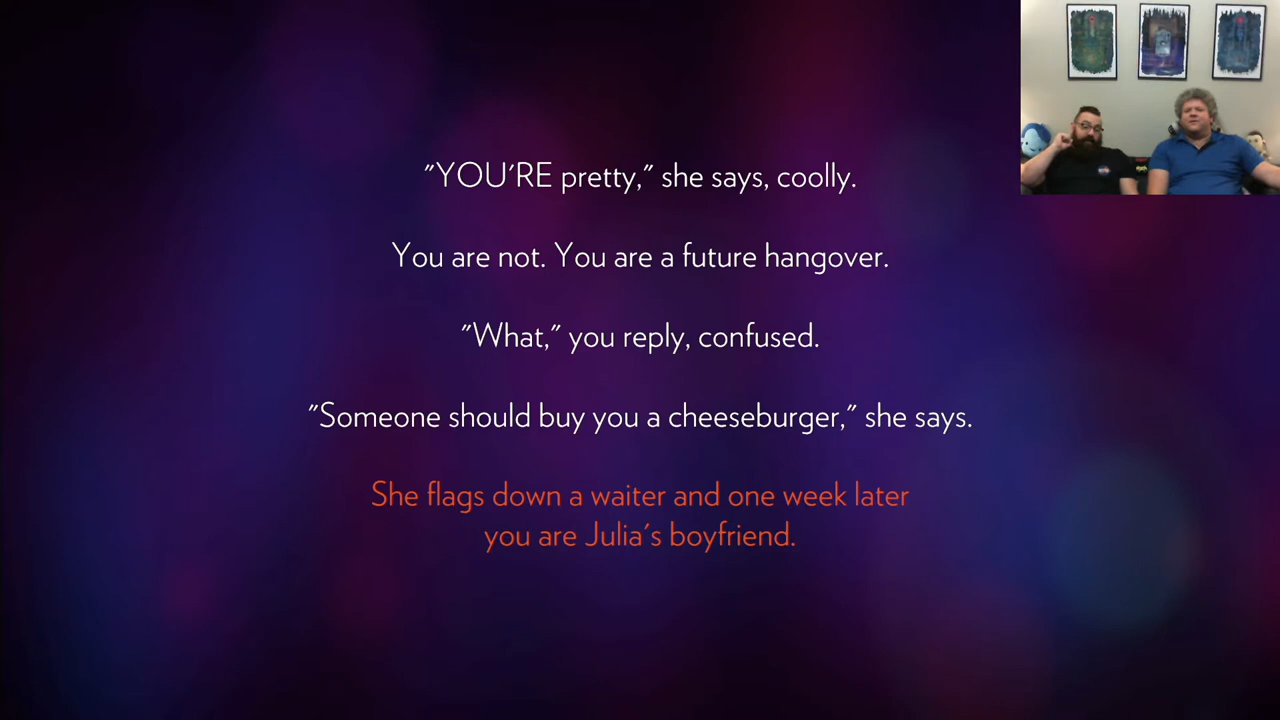 "YOU'RE pretty," she says, coolly.
You are not. You are a future hangover.
"What," you reply, confused.
"Someone should buy you a cheeseburger," she says.
She flags down a waiter and one week later
you are Julia's boyfriend.